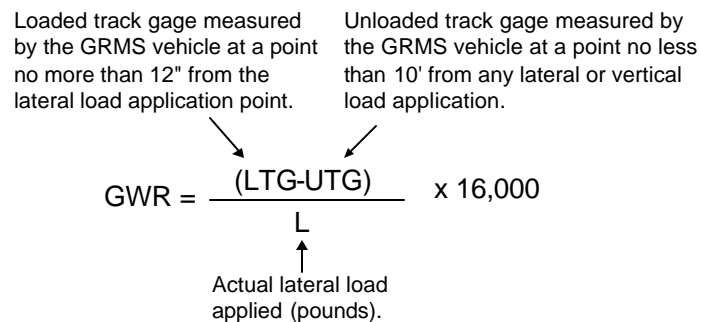 Loaded track gage measured
by the GRMS vehicle at a point
no more than 12" from the
lateral load application point.
Unloaded track gage measured by
the GRMS vehicle at a point no less
than 10' from any lateral or vertical
load application.
GWR = (LTG-UTG) x 16,000
L
Actual lateral load
applied (pounds).